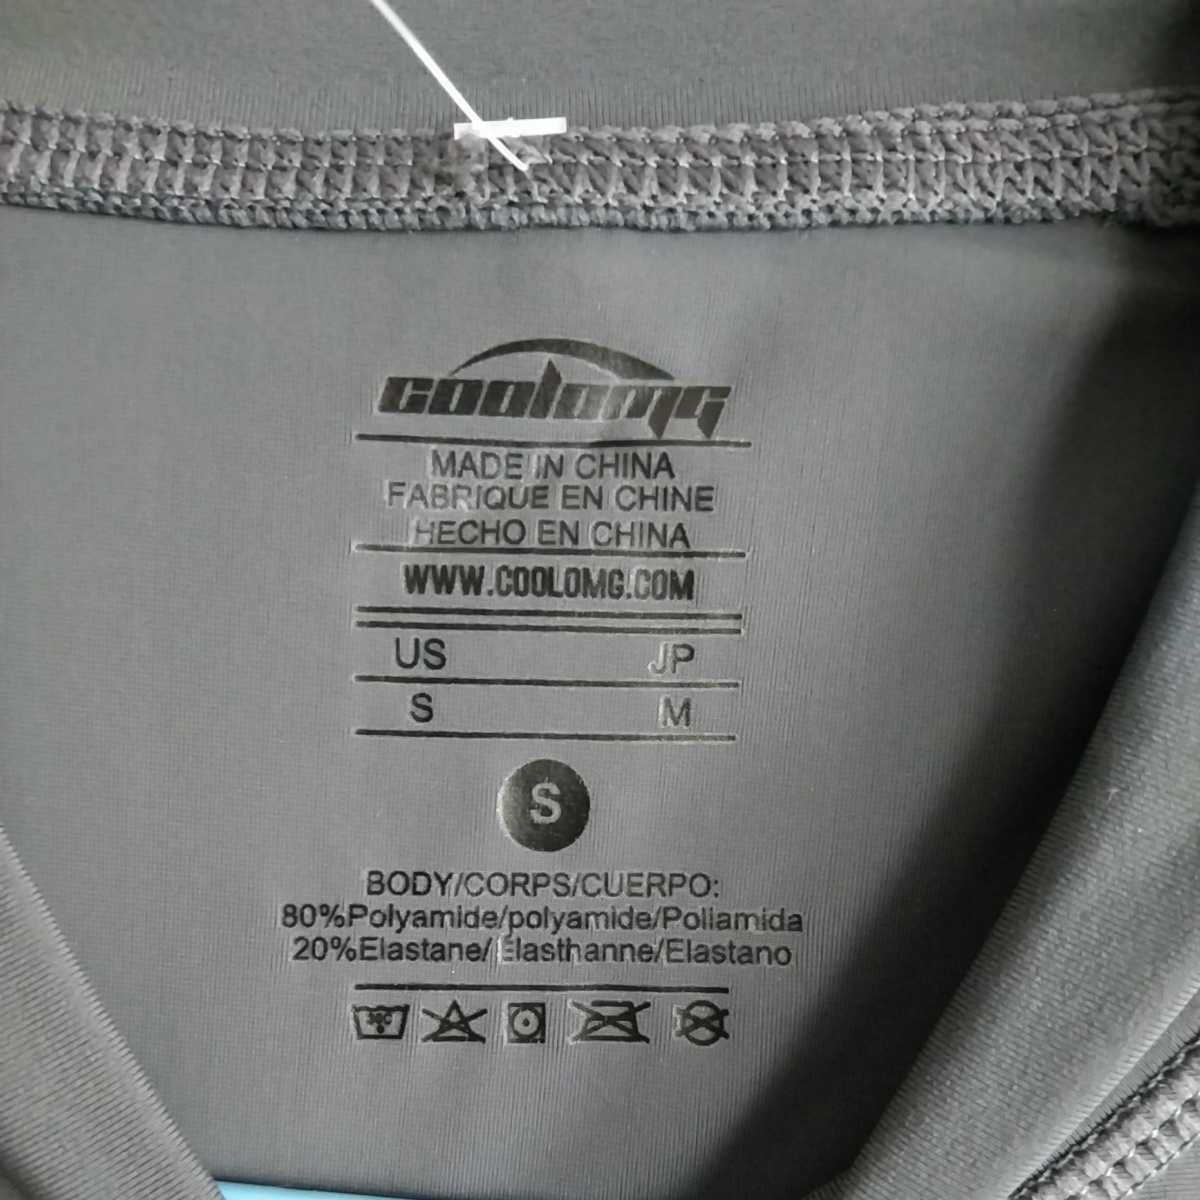 coolomg
MADE IN CHINA
FABRIQUE EN CHINE
HECHO EN CHINA
WWW.COOLOMG.COM
US JP
S M
S
BODY/CORPS/CUERPO:
80%Polyamide/polyamide/Poliamida
20%Elastane/ Élasthanne/Elastano